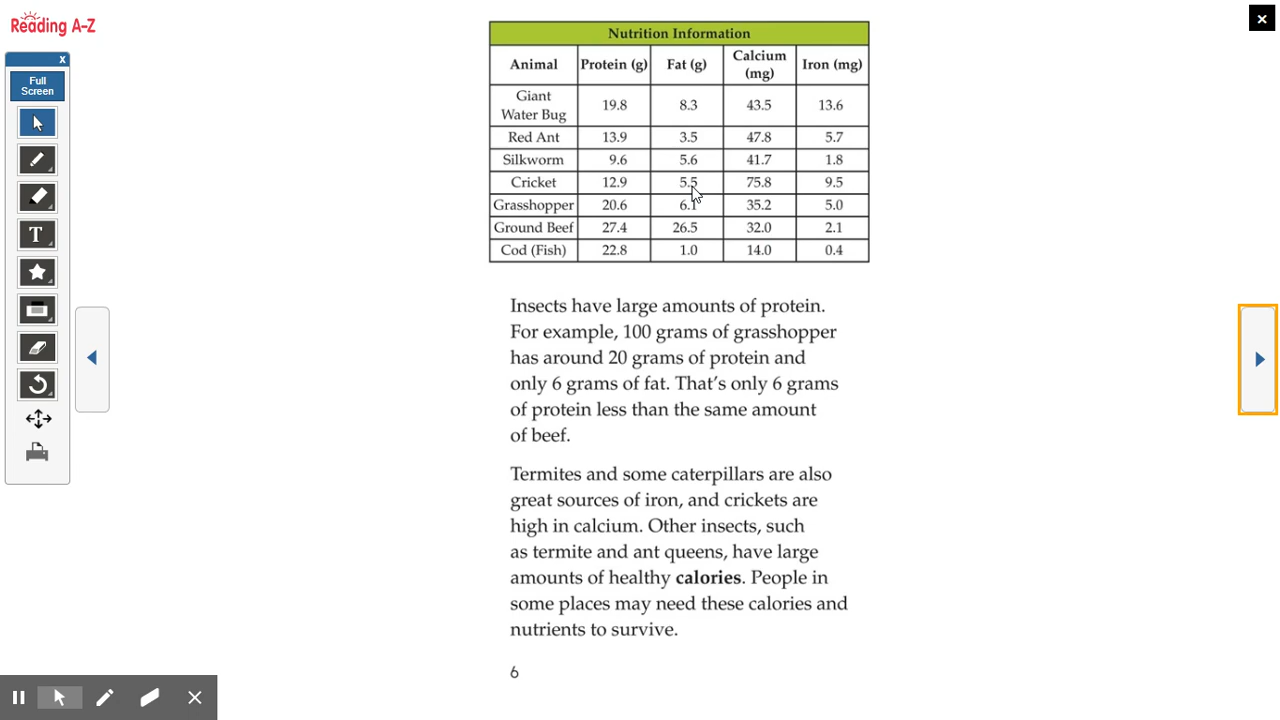 Reading A-Z
x
Full
Screen
T
Nutrition Information
Animal Protein (g) Fat (g) Calcium (mg) Iron (mg)
Giant Water Bug 19.8 8.3 43.5 13.6
Red Ant 13.9 3.5 47.8 5.7
Silkworm 9.6 5.6 41.7 1.8
Cricket 12.9 5.5 75.8 9.5
Grasshopper 20.6 6.1 35.2 5.0
Ground Beef 27.4 26.5 32.0 2.1
Cod (Fish) 22.8 1.0 14.0 0.4
Insects have large amounts of protein.
For example, 100 grams of grasshopper
has around 20 grams of protein and
only 6 grams of fat. That's only 6 grams
of protein less than the same amount
of beef.
Termites and some caterpillars are also
great sources of iron, and crickets are
high in calcium. Other insects, such
as termite and ant queens, have large
amounts of healthy calories. People in
some places may need these calories and
nutrients to survive.
6